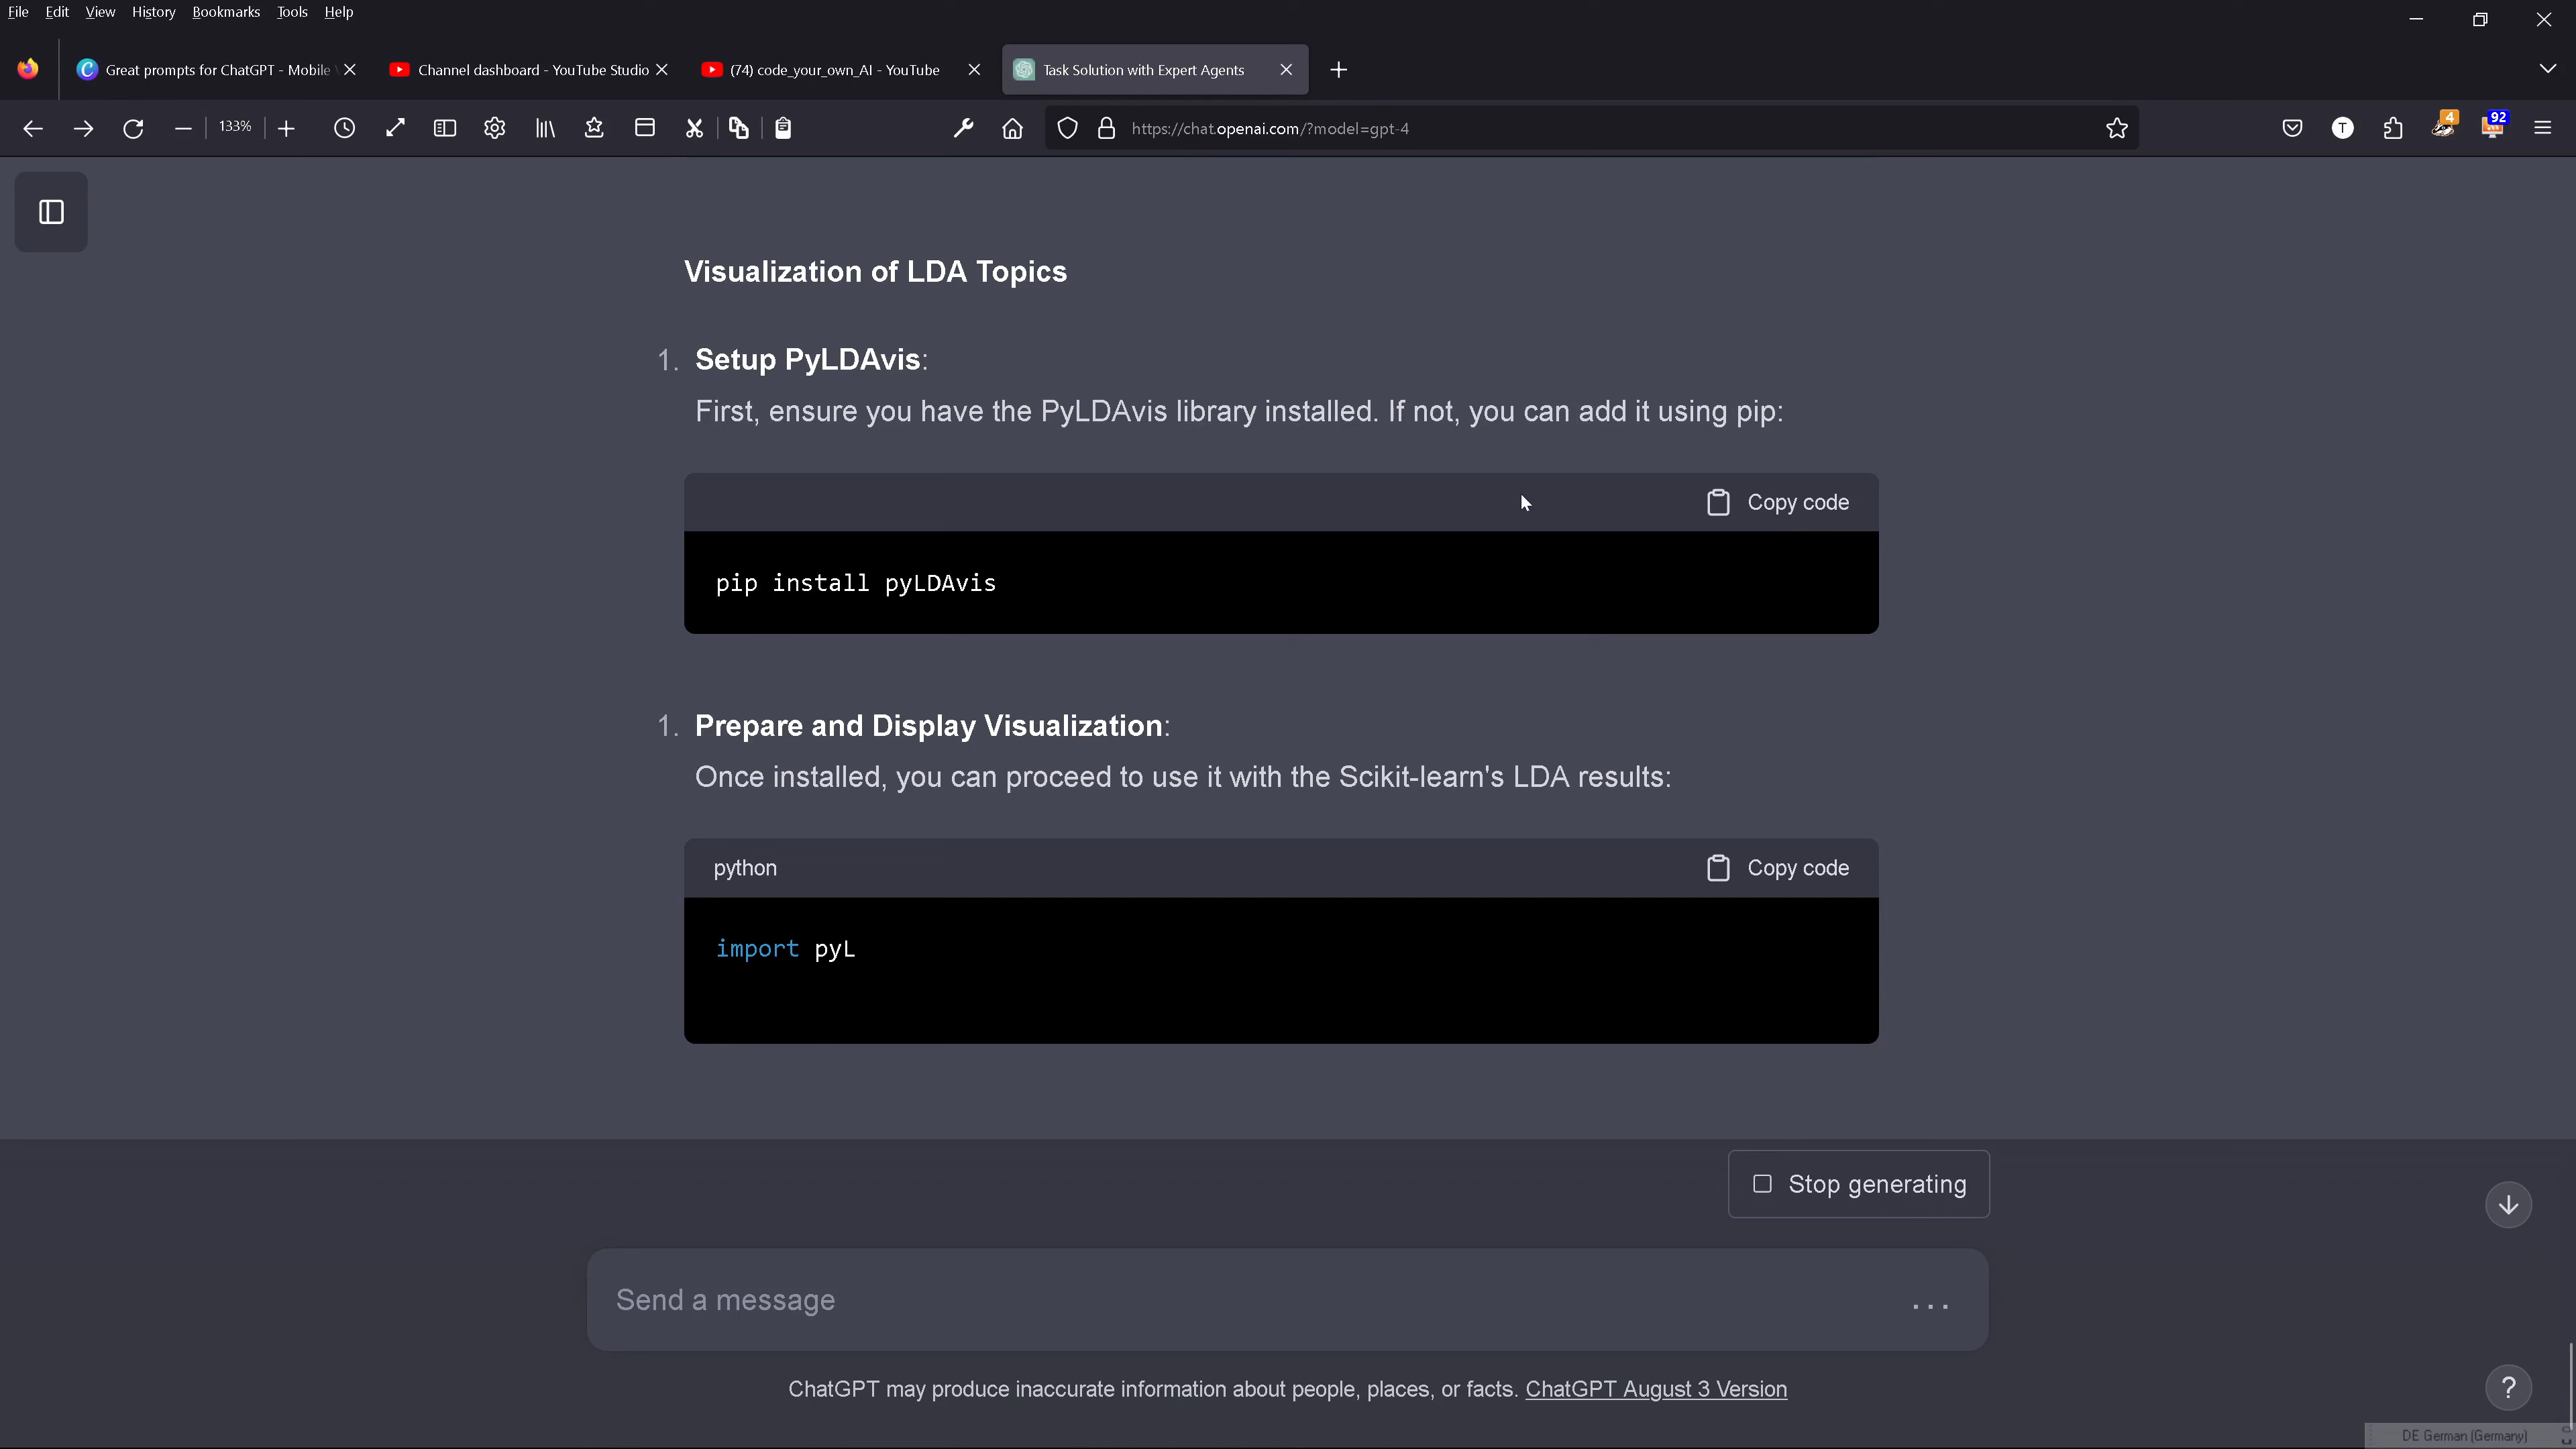 File Edit View History Bookmarks Tools Help
Great prompts for ChatGPT - Mobile
Channel dashboard - YouTube Studio
(74) code_your_own_AI - YouTube
Task Solution with Expert Agents
133%
https://chat.openai.com/?model=gpt-4
T
4
92
Visualization of LDA Topics
1. Setup PyLDAvis:
First, ensure you have the PyLDAvis library installed. If not, you can add it using pip:
Copy code
pip install pyLDAvis
1. Prepare and Display Visualization:
Once installed, you can proceed to use it with the Scikit-learn's LDA results:
python
Copy code
import pyL
Stop generating
Send a message
...
ChatGPT may produce inaccurate information about people, places, or facts. ChatGPT August 3 Version
?
DE German (Germany)